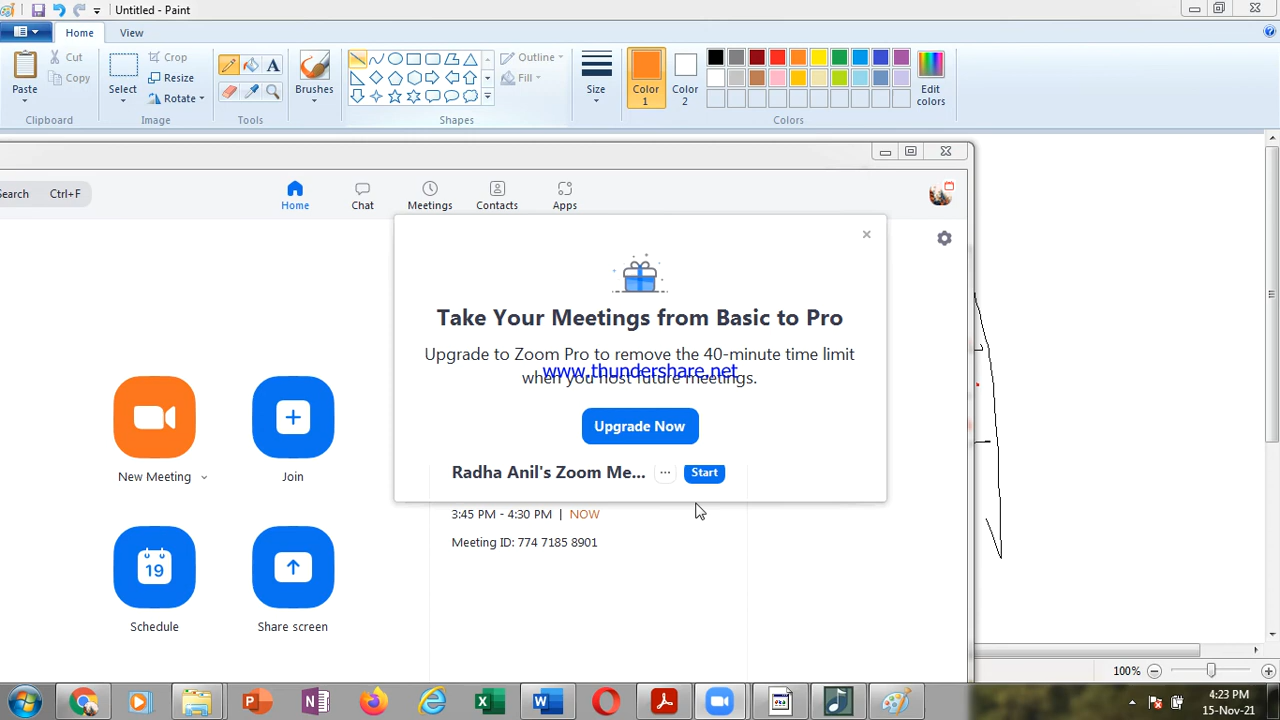 Untitled - Paint
Home
View
Paste
Cut
Copy
Clipboard
Select
Crop
Resize
Rotate
Image
A
Tools
Brushes
Outline
Fill
Shapes
Size
Color 1
Color 2
Edit colors
Colors
Search Ctrl+F
Home
Chat
Meetings
Contacts
Apps
Take Your Meetings from Basic to Pro
Upgrade to Zoom Pro to remove the 40-minute time limit
when you host future meetings.
www.thundershare.net
Upgrade Now
Radha Anil's Zoom Me... ... Start
3:45 PM - 4:30 PM | NOW
Meeting ID: 774 7185 8901
New Meeting
Join
19
Schedule
Share screen
100%
4:23 PM
15-Nov-21